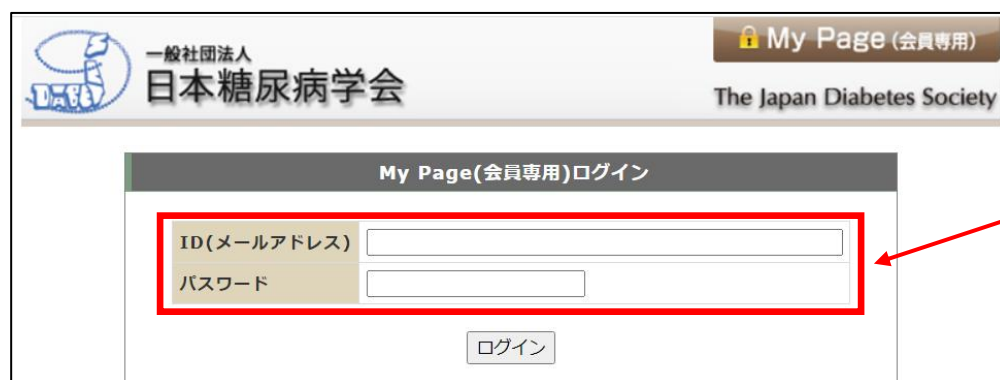 一般社団法人
日本糖尿病学会
My Page (会員専用)
The Japan Diabetes Society
My Page(会員専用)ログイン
ID(メールアドレス)
パスワード
ログイン